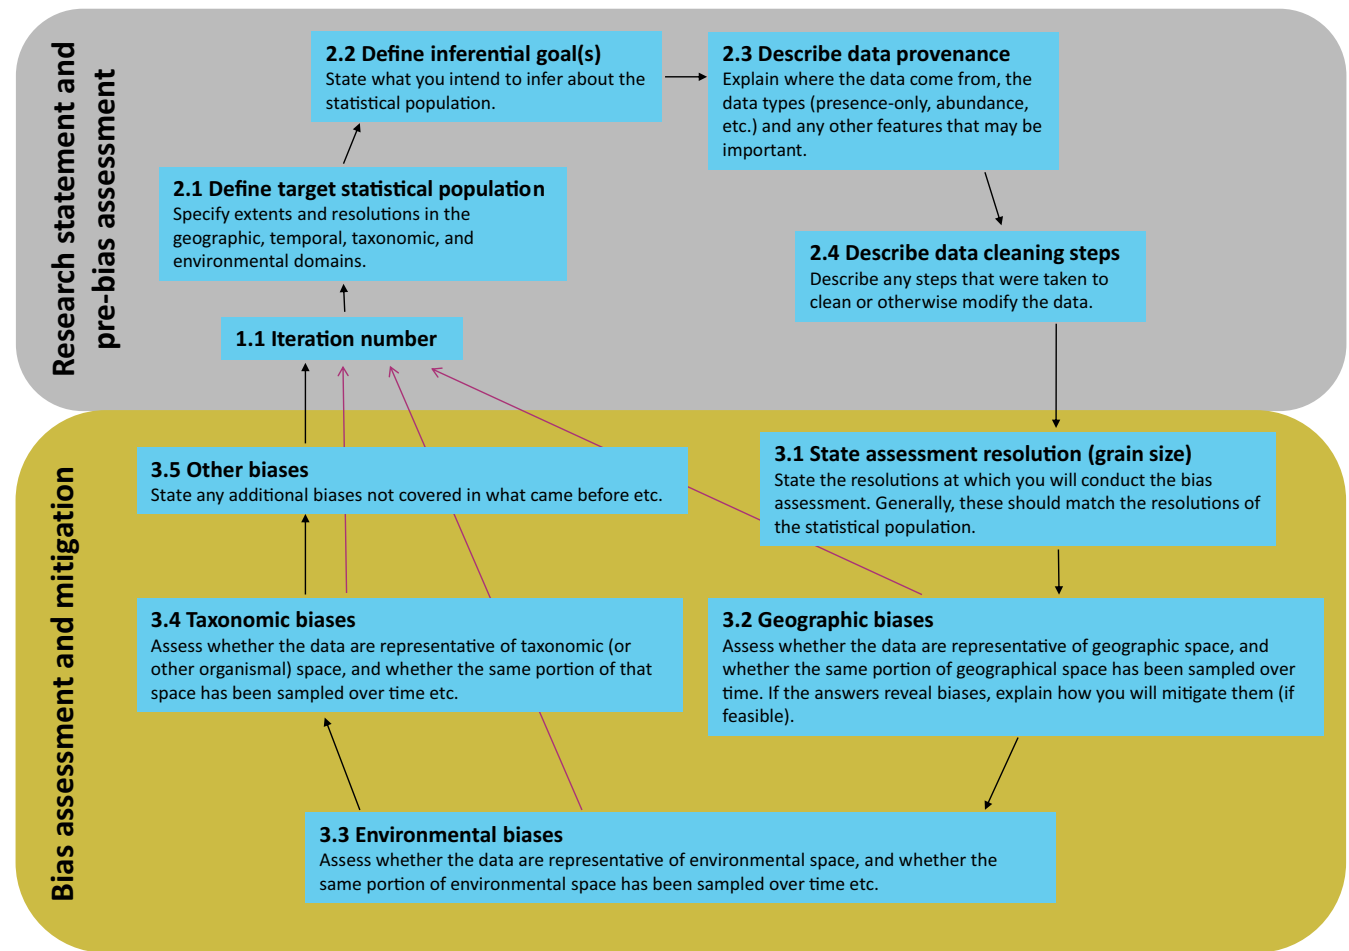 Research statement and
pre-bias assessment
2.2 Define inferential goal(s)
State what you intend to infer about the
statistical population.
2.3 Describe data provenance
Explain where the data come from, the
data types (presence-only, abundance,
etc.) and any other features that may be
important.
2.1 Define target statistical population
Specify extents and resolutions in the
geographic, temporal, taxonomic, and
environmental domains.
2.4 Describe data cleaning steps
Describe any steps that were taken to
clean or otherwise modify the data.
1.1 Iteration number
Bias assessment and mitigation
3.1 State assessment resolution (grain size)
State the resolutions at which you will conduct the bias
assessment. Generally, these should match the resolutions of
the statistical population.
3.5 Other biases
State any additional biases not covered in what came before etc.
3.4 Taxonomic biases
Assess whether the data are representative of taxonomic (or
other organismal) space, and whether the same portion of that
space has been sampled over time etc.
3.2 Geographic biases
Assess whether the data are representative of geographic space, and
whether the same portion of geographical space has been sampled over
time. If the answers reveal biases, explain how you will mitigate them (if
feasible).
3.3 Environmental biases
Assess whether the data are representative of environmental space, and whether the
same portion of environmental space has been sampled over time etc.